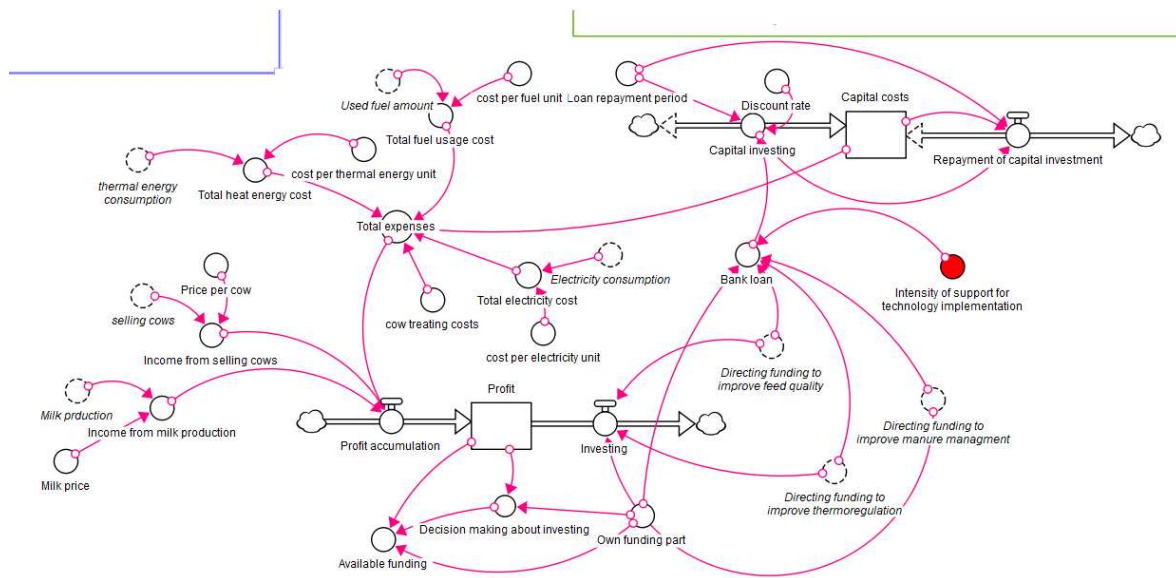 Used fuel amount
cost per fuel unit
Loan repayment period
Discount rate
Capital costs
Total fuel usage cost
Capital investing
Repayment of capital investment
thermal energy
consumption
cost per thermal energy unit
Total heat energy cost
Total expenses
Bank loan
Electricity consumption
Price per cow
Intensity of support for
technology implementation
Total electricity cost
selling cows
cow treating costs
Income from selling cows
cost per electricity unit
Directing funding to
improve feed quality
Profit
Milk prduction
Income from milk production
Profit accumulation
Investing
Directing funding to
improve manure managment
Milk price
Directing funding to
improve thermoregulation
Decision making about investing
Own funding part
Available funding